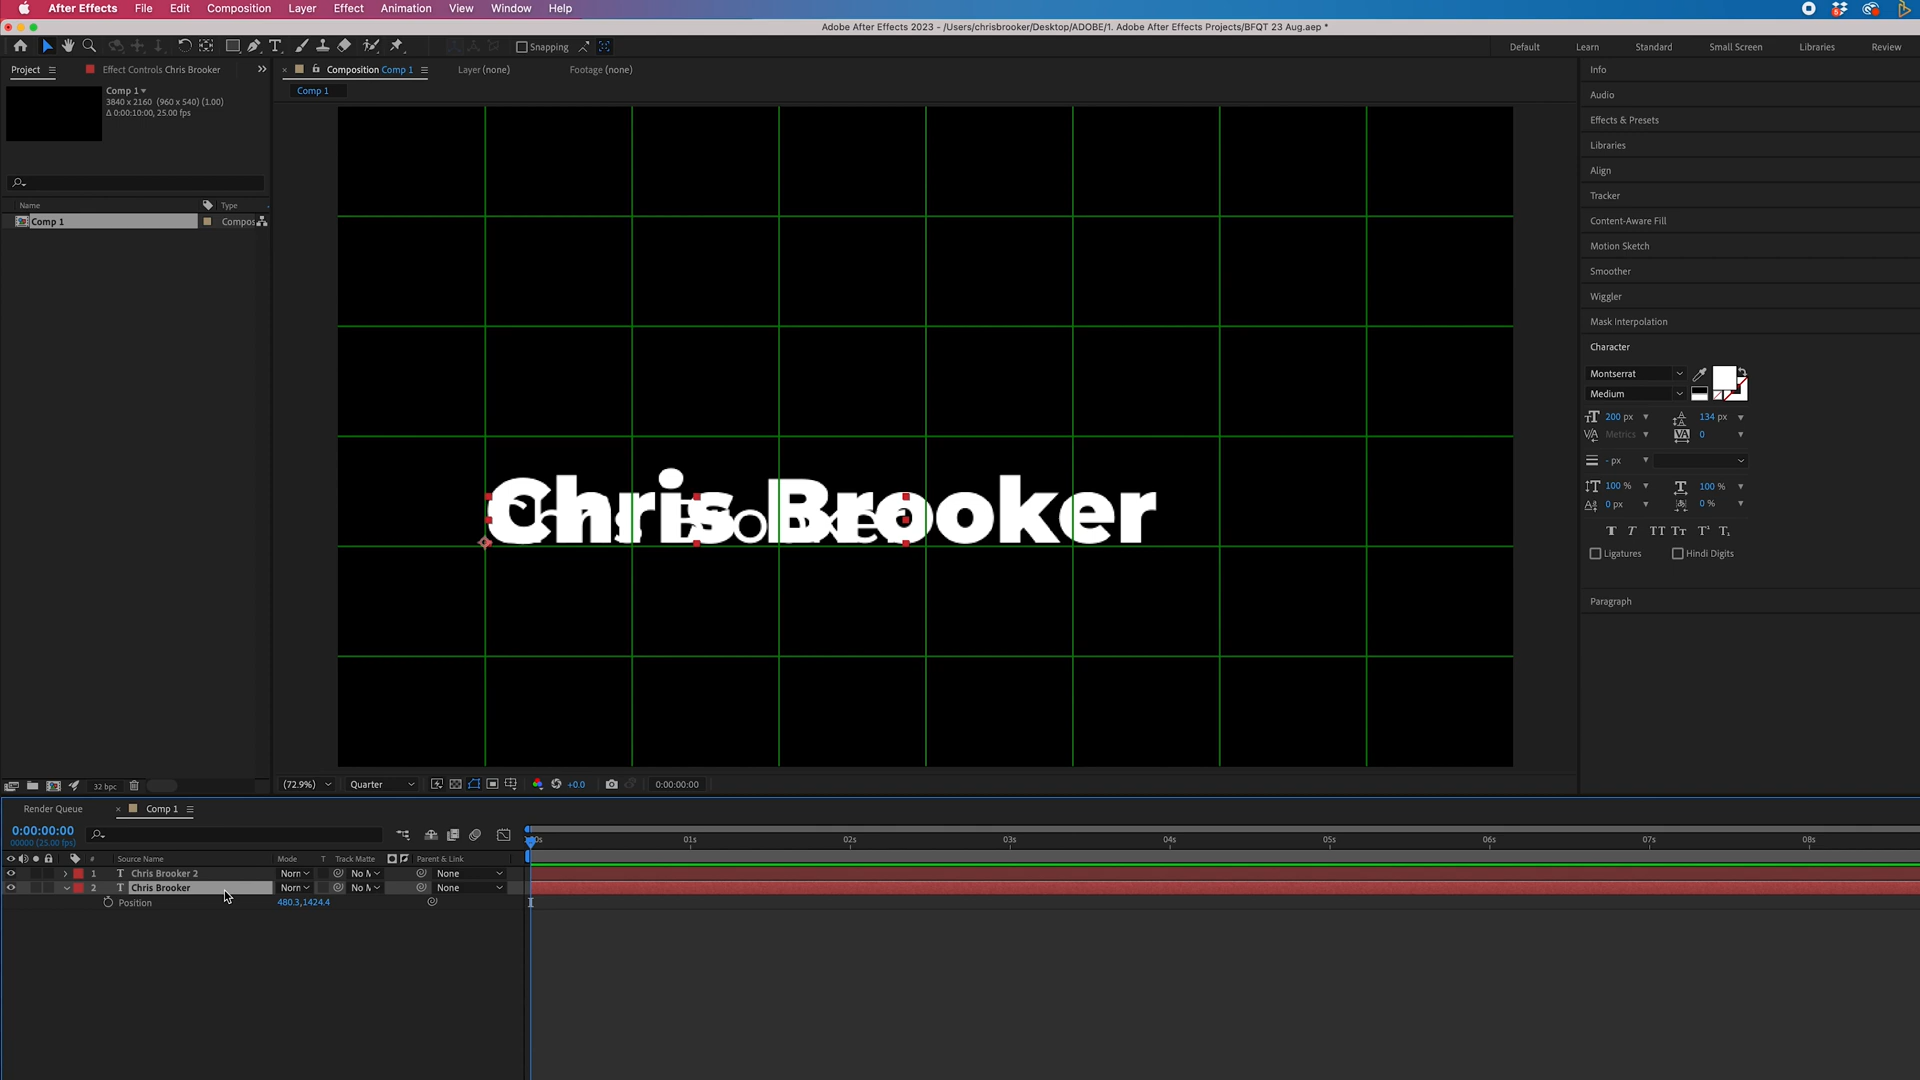 After Effects File Edit Composition Layer Effect Animation View Window Help
Adobe After Effects 2023 - /Users/chrisbrooker/Desktop/ADOBE/1. Adobe After Effects Projects/BFQT 23 Aug.aep *
Snapping Default Learn Standard Small Screen Libraries Review
Project Effect Controls Chris Brooker Composition Comp 1 Layer (none) Footage (none)
Comp 1
Comp 1
3840 x 2160 (960 x 540) (1.00)
Δ 0:00:10:00, 25.00 fps
Name Type
Comp 1 Compos
Info
Audio
Effects & Presets
Libraries
Align
Tracker
Content-Aware Fill
Motion Sketch
Smoother
Wiggler
Mask Interpolation
Character
Montserrat
Medium
200 px 134 px
Metrics 0
- px
100 % 100 %
0 px 0 %
T T TT Tт T¹ T₁
Ligatures Hindi Digits
Paragraph
Chris Brooker
Chris Brooker
32 bpc (72.9%) Quarter +0.0 0:00:00:00
Render Queue Comp 1
0:00:00:00
00000 (25.00 fps)
01s 02s 03s 04s 05s 06s 07s 08s
# Source Name Mode T Track Matte Parent & Link
1 T Chris Brooker 2 Norn No M None
2 T Chris Brooker Norn No M None
Position 480.3,1424.4